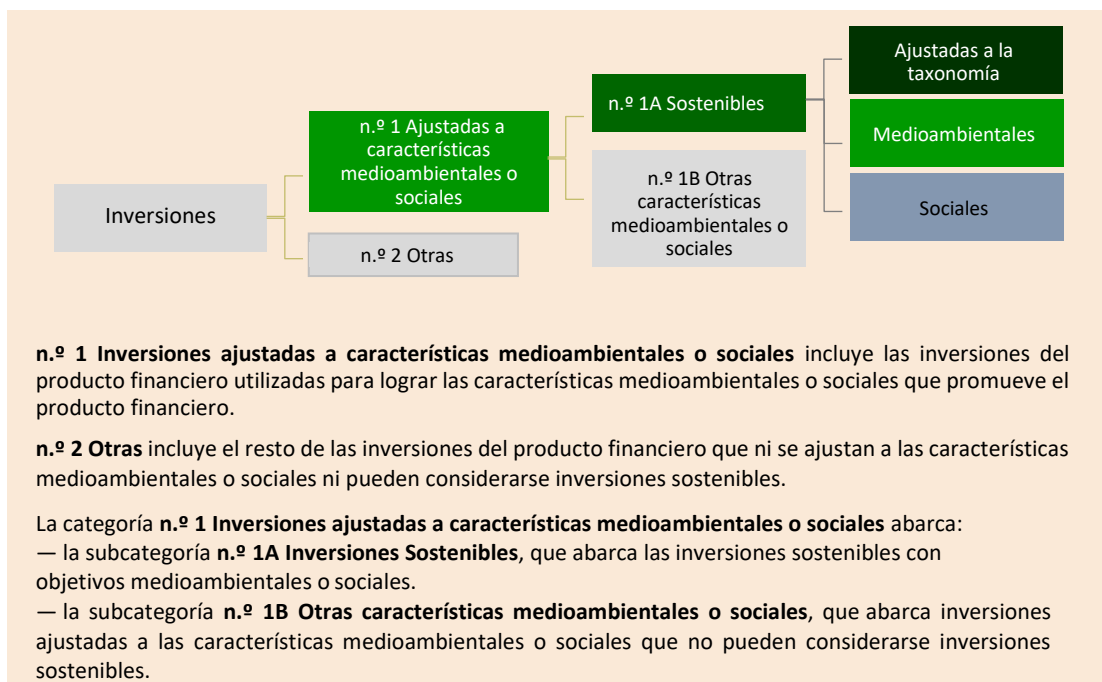 Inversiones
n.º 1 Ajustadas a
características
medioambientales o
sociales
n.º 2 Otras
n.º 1A Sostenibles
n.º 1B Otras
características
medioambientales o
sociales
Ajustadas a la
taxonomía
Medioambientales
Sociales
n.º 1 Inversiones ajustadas a características medioambientales o sociales incluye las inversiones del
producto financiero utilizadas para lograr las características medioambientales o sociales que promueve el
producto financiero.
n.º 2 Otras incluye el resto de las inversiones del producto financiero que ni se ajustan a las características
medioambientales o sociales ni pueden considerarse inversiones sostenibles.
La categoría n.º 1 Inversiones ajustadas a características medioambientales o sociales abarca:
— la subcategoría n.º 1A Inversiones Sostenibles, que abarca las inversiones sostenibles con
objetivos medioambientales o sociales.
— la subcategoría n.º 1B Otras características medioambientales o sociales, que abarca inversiones
ajustadas a las características medioambientales o sociales que no pueden considerarse inversiones
sostenibles.